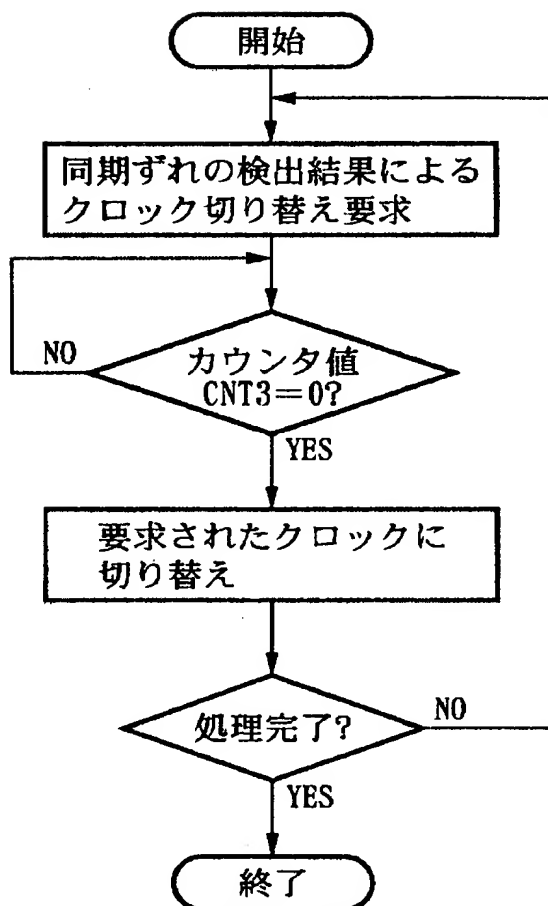 開始
同期ずれの検出結果による
クロック切り替え要求
NO
カウンタ値
CNT3=0?
YES
要求されたクロックに
切り替え
処理完了?
NO
YES
終了